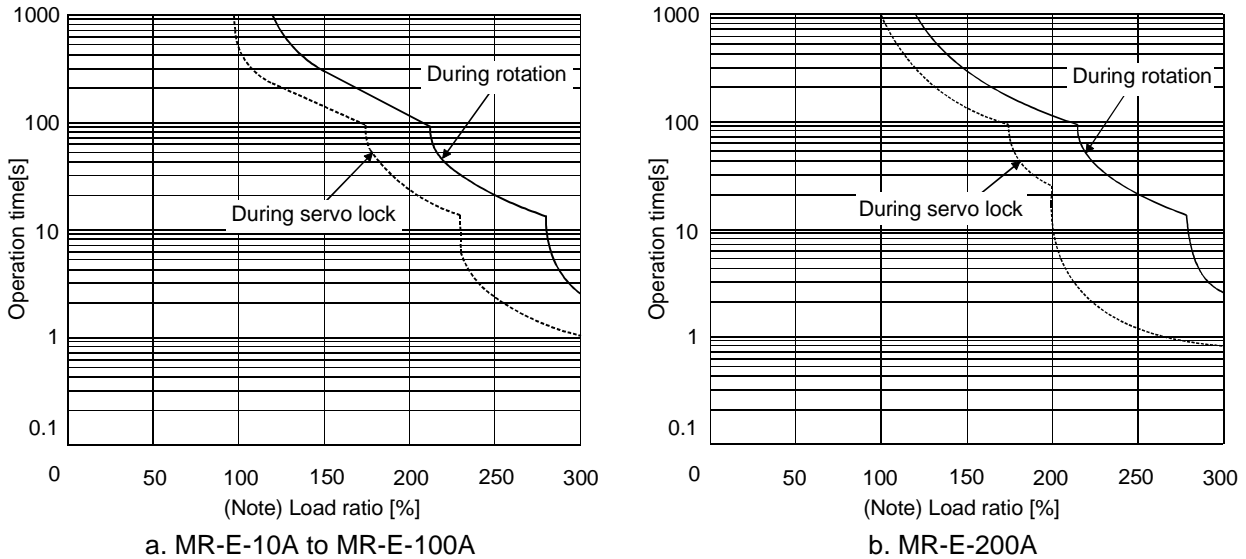 Operation time[s]
1000
100
10
1
0.1
0
During rotation
During servo lock
50 100 150 200 250 300
(Note) Load ratio [%]
a. MR-E-10A to MR-E-100A
Operation time[s]
1000
100
10
1
0.1
0
During rotation
During servo lock
50 100 150 200 250 300
(Note) Load ratio [%]
b. MR-E-200A